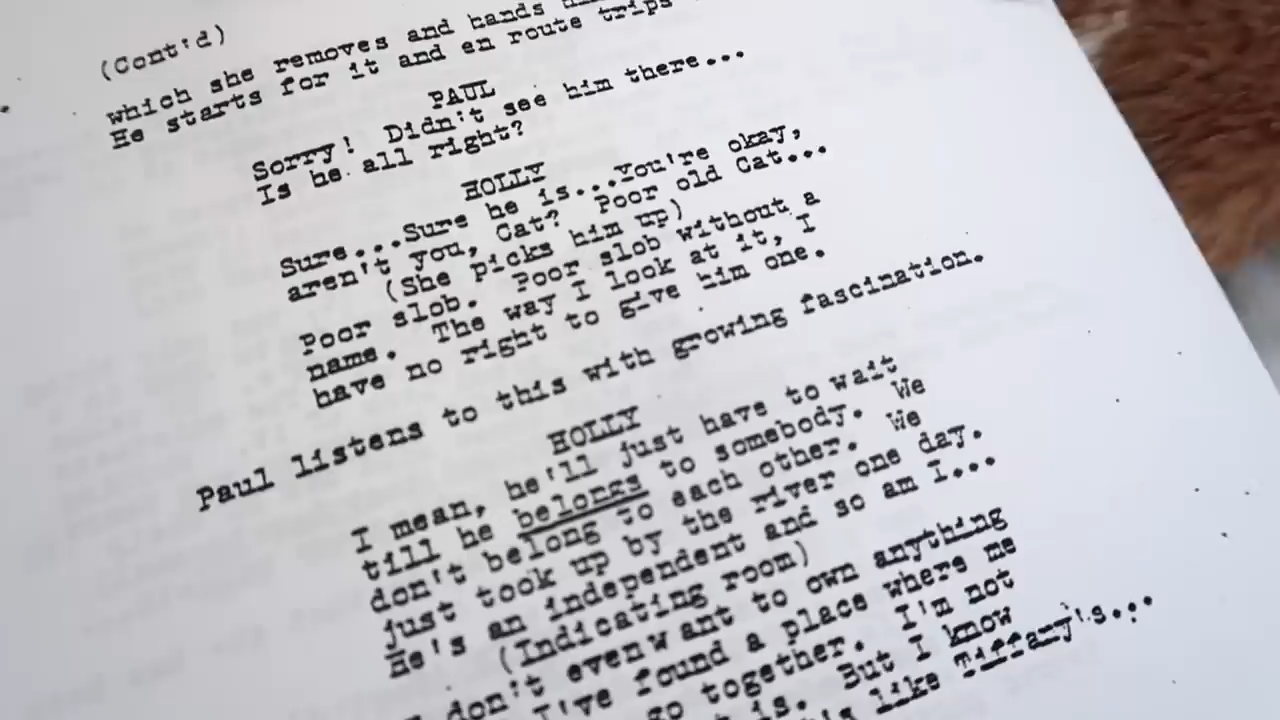 (Cont'd)
which she removes and hands
He starts for it and en route trips
PAUL
Sorry! Didn't see him there...
Is he all right?
HOLLY
Sure...Sure he is...You're okay,
aren't you, Cat? Poor old Cat...
(She picks him up)
Poor slob. Poor slob without a
name. The way I look at it, I
have no right to give him one.
Paul listens to this with growing fascination.
HOLLY
I mean, he'll just have to wait
till he belongs to somebody. We
don't belong to each other. We
just took up by the river one day.
He's an independent and so am I...
(Indicating room)
don't even want to own anything
I've found a place where me
go together. I'm not
is. But I know
like Tiffany's...